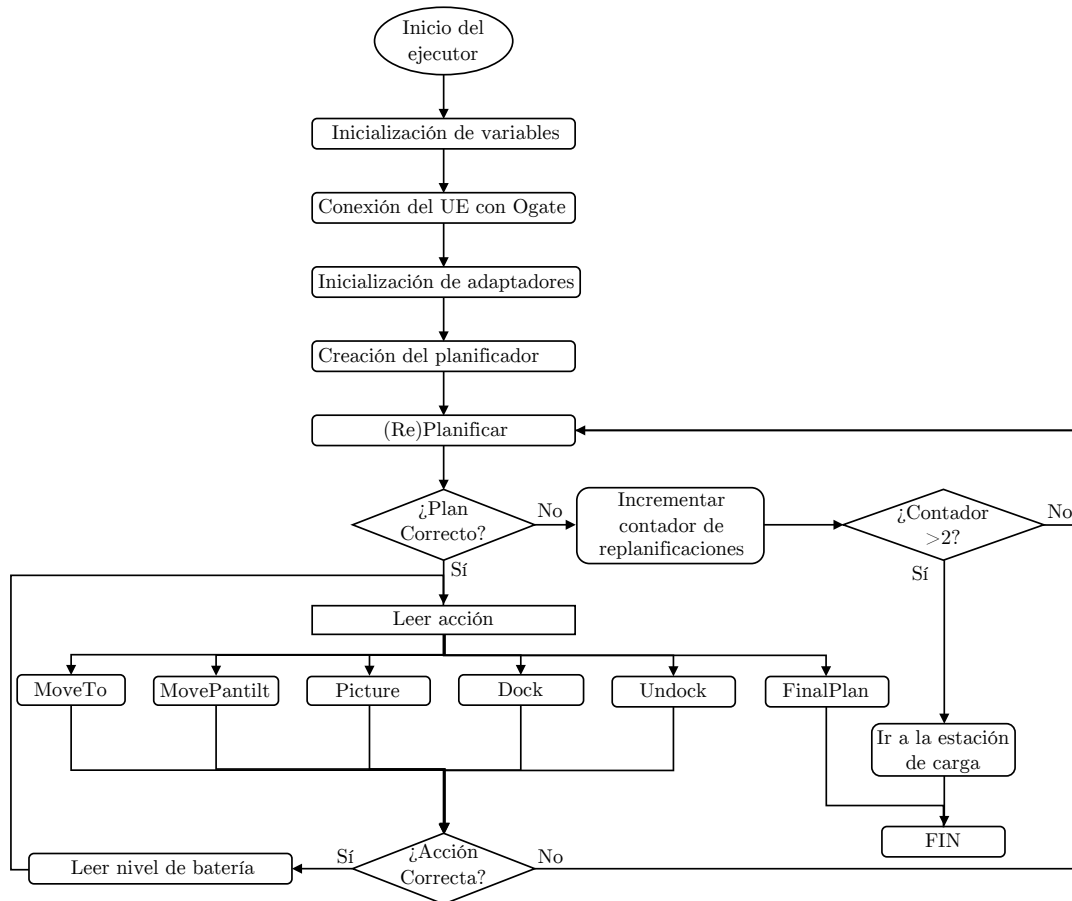 Inicio del
ejecutor
Inicialización de variables
Conexión del UE con Ogate
Inicialización de adaptadores
Creación del planificador
(Re)Planificar
¿Plan
Correcto?
No
Incrementar
contador de
replanificaciones
¿Contador
>2?
No
Sí
Sí
Leer acción
MoveTo
MovePantilt
Picture
Dock
Undock
FinalPlan
Ir a la estación
de carga
FIN
¿Acción
Correcta?
Sí
No
Leer nivel de batería